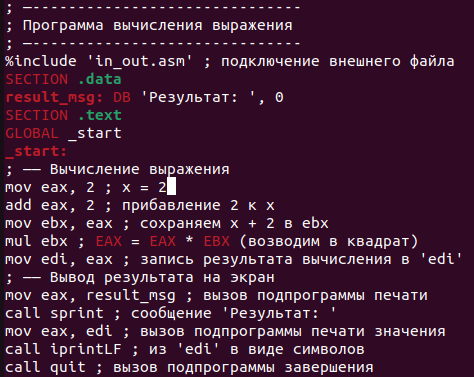 ; —-------------------------------
; Программа вычисления выражения
; —-------------------------------
%include 'in_out.asm' ; подключение внешнего файла
SECTION .data
result_msg: DB 'Результат: ', 0
SECTION .text
GLOBAL _start
_start:
; —— Вычисление выражения
mov eax, 2 ; x = 2
add eax, 2 ; прибавление 2 к x
mov ebx, eax ; сохраняем x + 2 в ebx
mul ebx ; EAX = EAX * EBX (возводим в квадрат)
mov edi, eax ; запись результата вычисления в 'edi'
; —— Вывод результата на экран
mov eax, result_msg ; вызов подпрограммы печати
call sprint ; сообщение 'Результат: '
mov eax, edi ; вызов подпрограммы печати значения
call iprintLF ; из 'edi' в виде символов
call quit ; вызов подпрограммы завершения